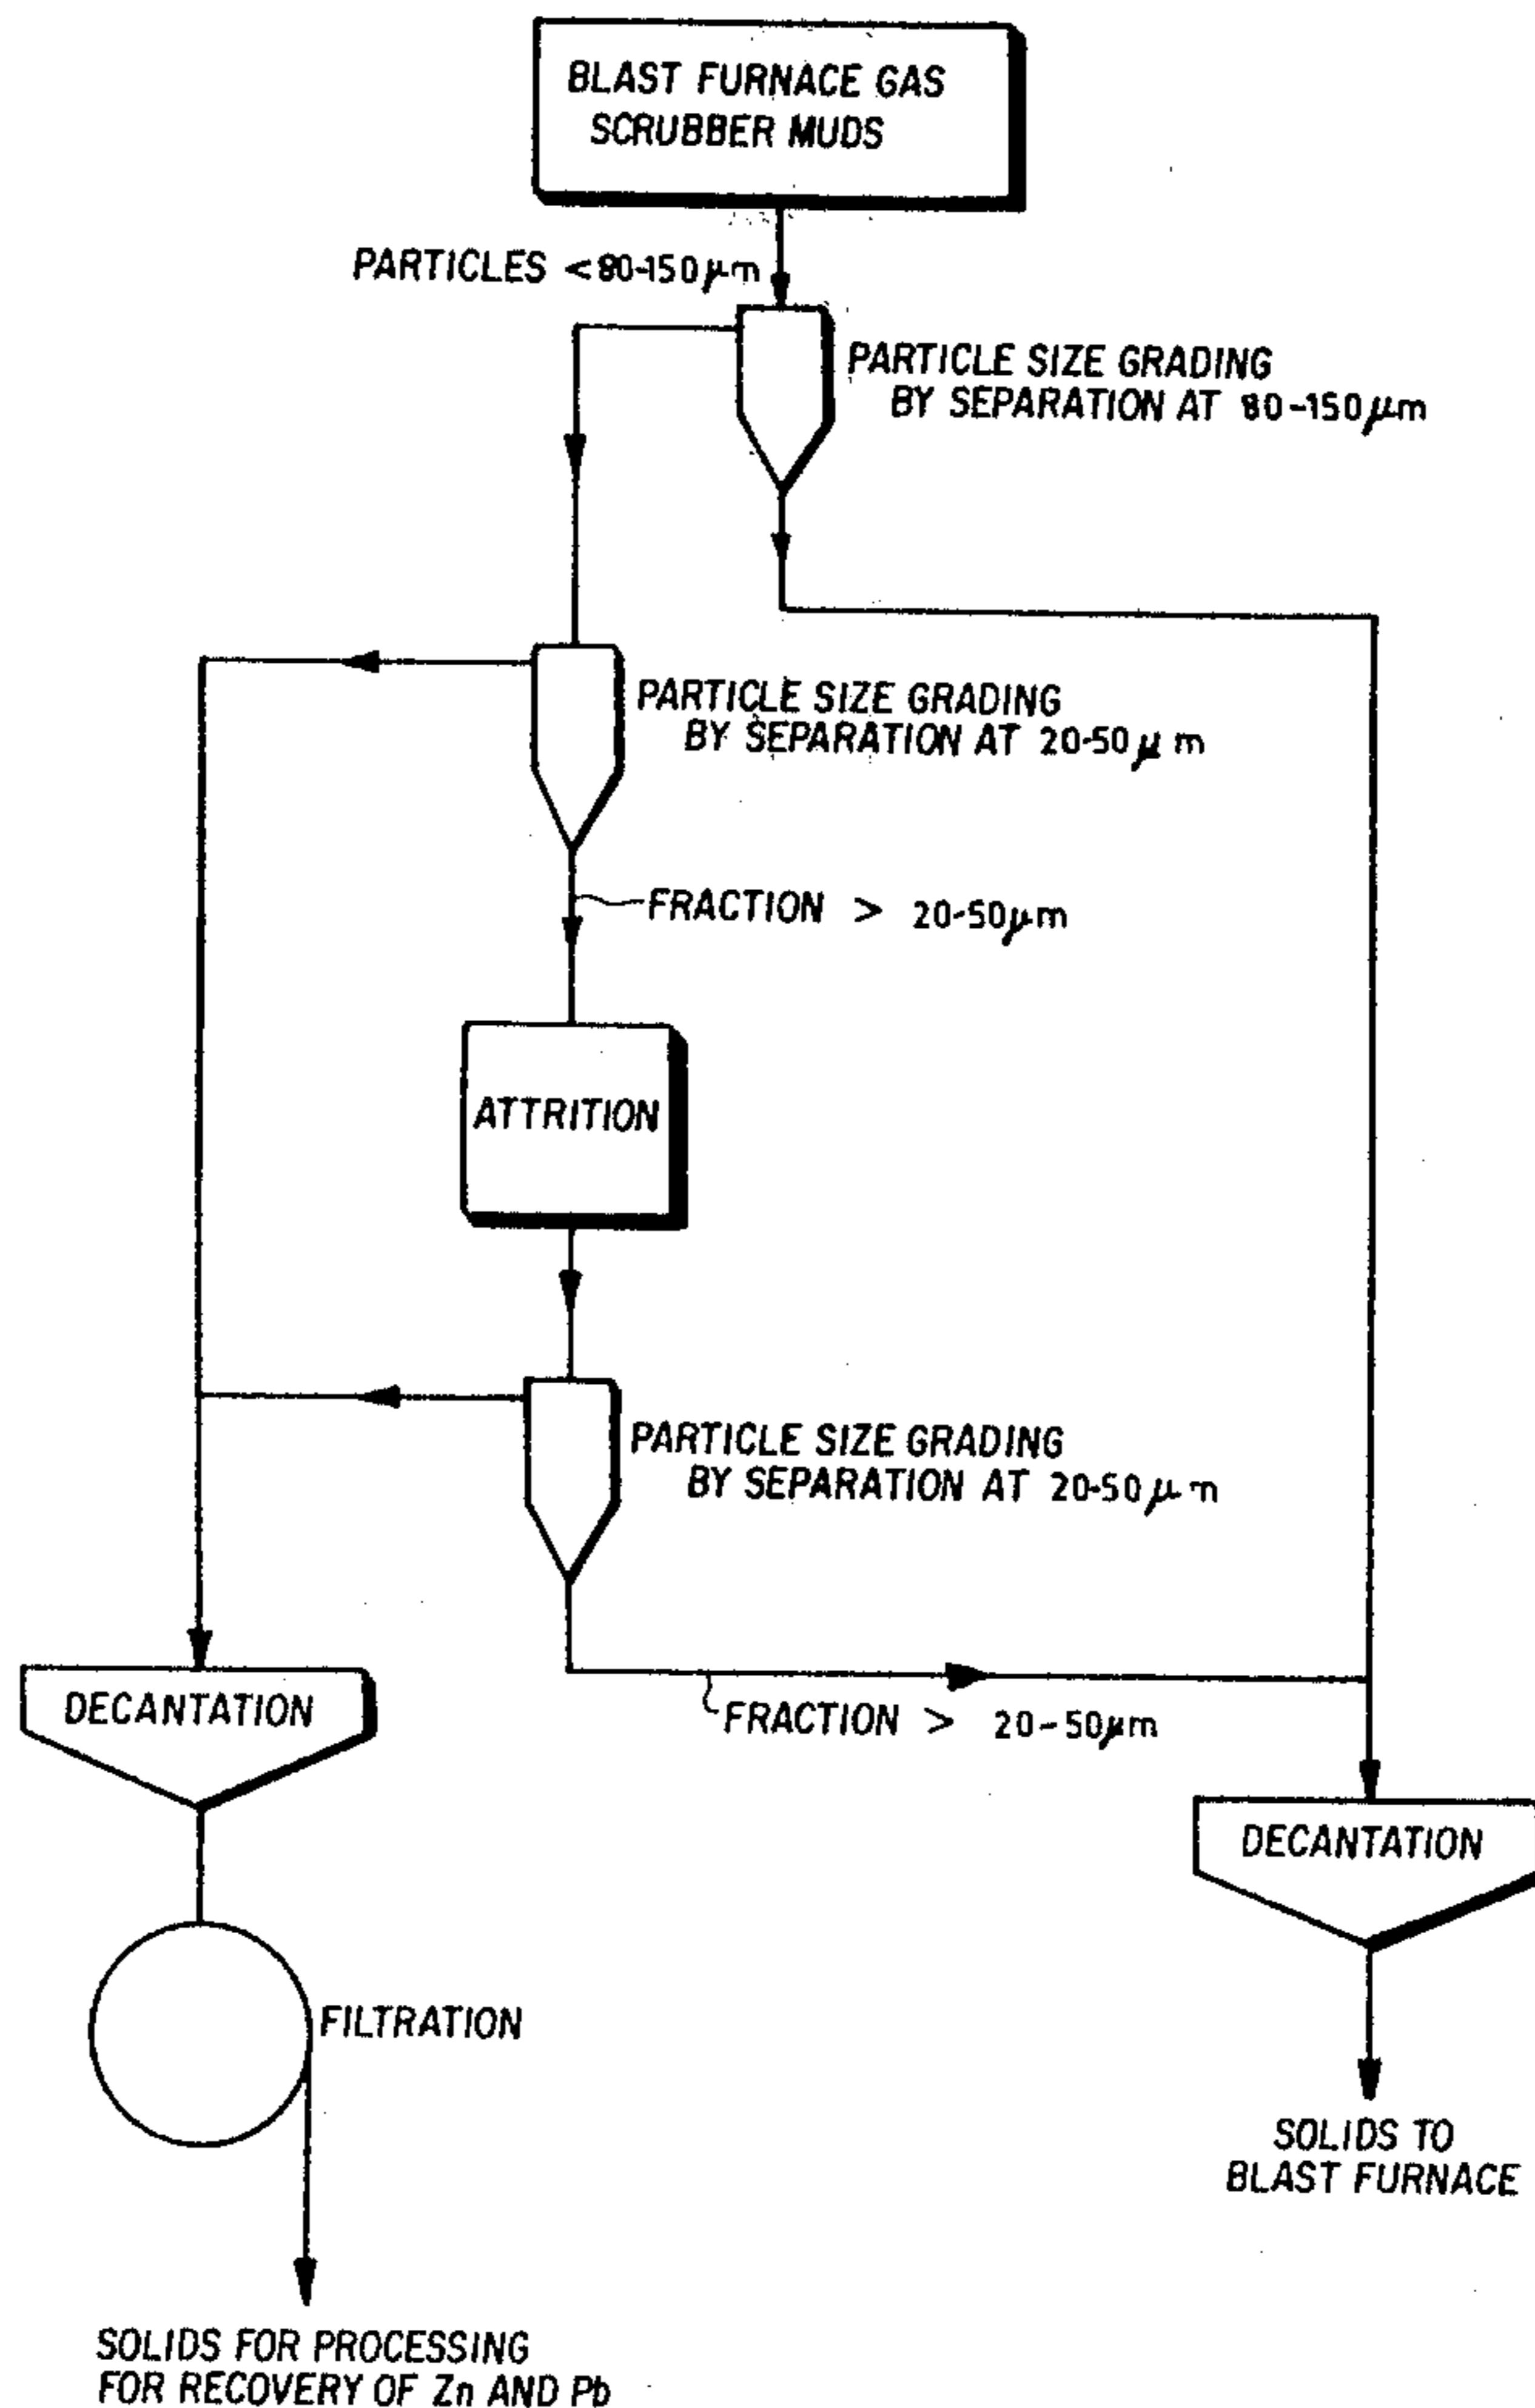 BLAST FURNACE GAS
SCRUBBER MUDS
PARTICLES <80-150μm
PARTICLE SIZE GRADING
BY SEPARATION AT 80-150μm
PARTICLE SIZE GRADING
BY SEPARATION AT 20-50μm
FRACTION > 20-50μm
ATTRITION
PARTICLE SIZE GRADING
BY SEPARATION AT 20-50μm
DECANTATION
FRACTION > 20-50μm
DECANTATION
FILTRATION
SOLIDS TO
BLAST FURNACE
SOLIDS FOR PROCESSING
FOR RECOVERY OF Zn AND Pb